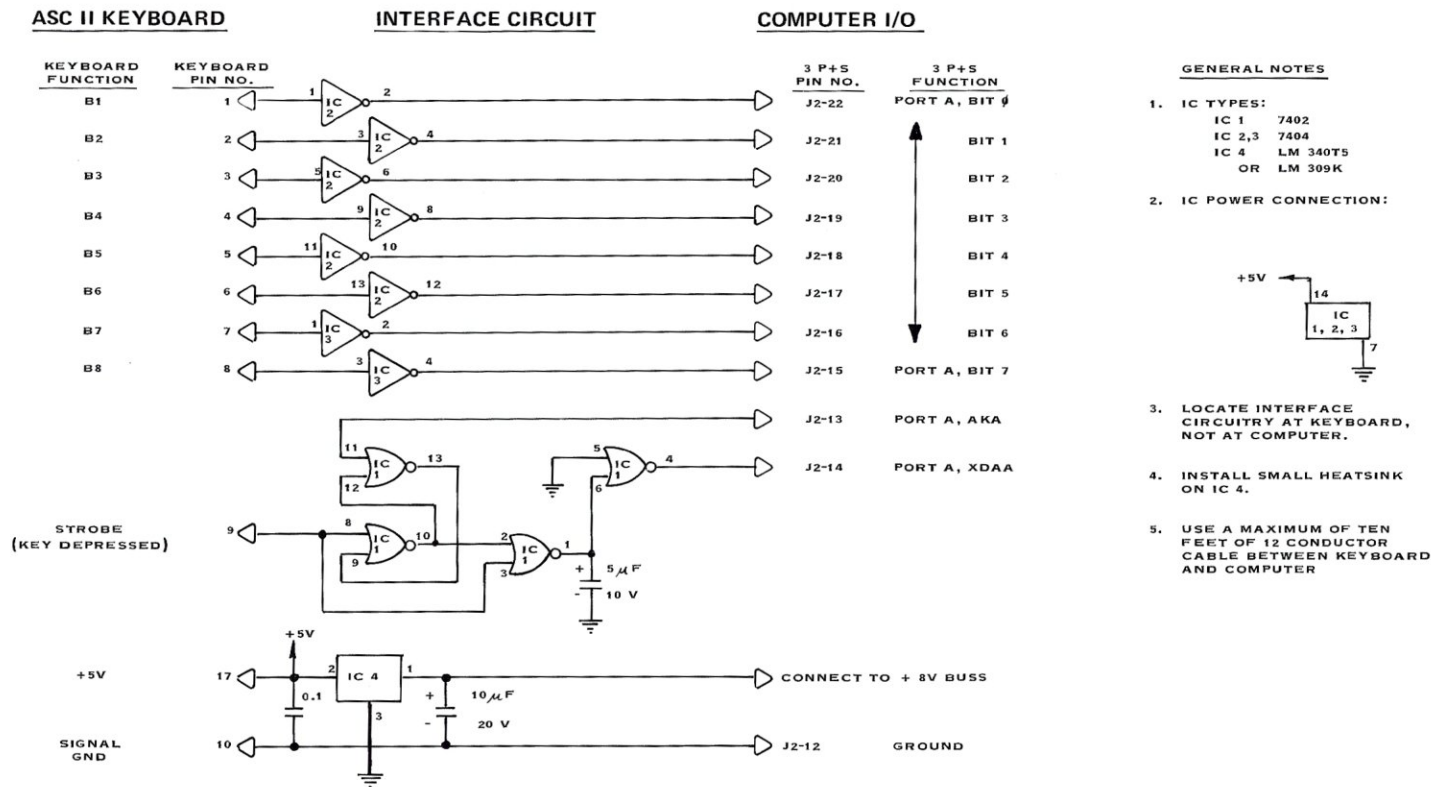 ASC II KEYBOARD INTERFACE CIRCUIT COMPUTER I/O
KEYBOARD FUNCTION
KEYBOARD PIN NO.
3 P+S PIN NO.
3 P+S FUNCTION
B1 1 1 IC 2 2 J2-22 PORT A, BIT 0
B2 2 3 IC 2 4 J2-21 BIT 1
B3 3 5 IC 2 6 J2-20 BIT 2
B4 4 9 IC 2 8 J2-19 BIT 3
B5 5 11 IC 2 10 J2-18 BIT 4
B6 6 13 IC 2 12 J2-17 BIT 5
B7 7 1 IC 3 2 J2-16 BIT 6
B8 8 3 IC 3 4 J2-15 PORT A, BIT 7
J2-13 PORT A, AKA
11 12 IC 1 13
5 6 IC 1 4 J2-14 PORT A, XDAA
STROBE
(KEY DEPRESSED)
9
8 9 IC 1 10
2 3 IC 1 1
+ 5 μF
- 10 V
+5V
+5V 17 2 IC 4 1 CONNECT TO + 8V BUSS
0.1
3
+ 10 μF
- 20 V
SIGNAL
GND
10 J2-12 GROUND
GENERAL NOTES
1. IC TYPES:
IC 1 7402
IC 2,3 7404
IC 4 LM 340T5
OR LM 309K
2. IC POWER CONNECTION:
+5V
14
IC
1, 2, 3
7
3. LOCATE INTERFACE
CIRCUITRY AT KEYBOARD,
NOT AT COMPUTER.
4. INSTALL SMALL HEATSINK
ON IC 4.
5. USE A MAXIMUM OF TEN
FEET OF 12 CONDUCTOR
CABLE BETWEEN KEYBOARD
AND COMPUTER